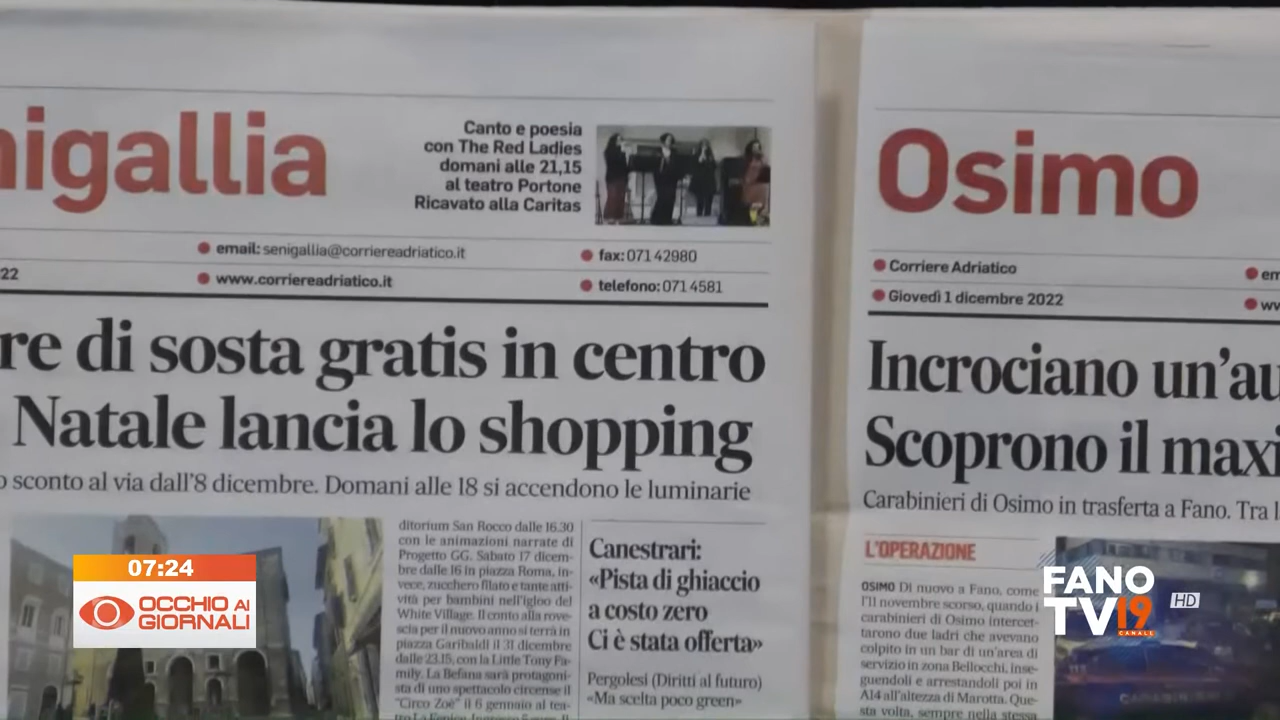 nigallia
Canto e poesia
con The Red Ladies
domani alle 21,15
al teatro Portone
Ricavato alla Caritas
email: senigallia@corriereadriatico.it
fax: 071 42980
22
www.corriereadriatico.it
telefono: 071 4581
re di sosta gratis in centro
Natale lancia lo shopping
o sconto al via dall'8 dicembre. Domani alle 18 si accendono le luminarie
ditorium San Rocco dalle 16.30
con le animazioni narrate di
Progetto GG. Sabato 17 dicem-
bre dalle 16 in piazza Roma, in-
vece, zucchero filato e tante atti-
vità per bambini nell'igloo del
White Village. Il conto alla rove-
scia per il nuovo anno si terrà in
piazza Garibaldi il 31 dicembre
dalle 23.15, con la Little Tony Fa-
mily. La Befana sarà protagoni-
sta di uno spettacolo circense il
"Circo Zoè" il 6 gennaio al tea-
tro La Fenice.
Canestrari:
«Pista di ghiaccio
a costo zero
Ci è stata offerta»
Pergolesi (Diritti al futuro)
«Ma scelta poco green»
Osimo
Corriere Adriatico
em
Giovedì 1 dicembre 2022
ww
Incrociano un'au
Scoprono il maxi
Carabinieri di Osimo in trasferta a Fano. Tra l
L'OPERAZIONE
OSIMO Di nuovo a Fano, come
l'11 novembre scorso, quando i
carabinieri di Osimo intercet-
tarono due ladri che avevano
colpito in un bar di un'area di
servizio in zona Bellocchi, inse-
guendoli e arrestandoli poi in
A14 all'altezza di Marotta. Que-
sta volta, sempre nella stessa
CARABINIERI
07:24
OCCHIO AI
GIORNALI
FANO
TV19
CANALE
HD